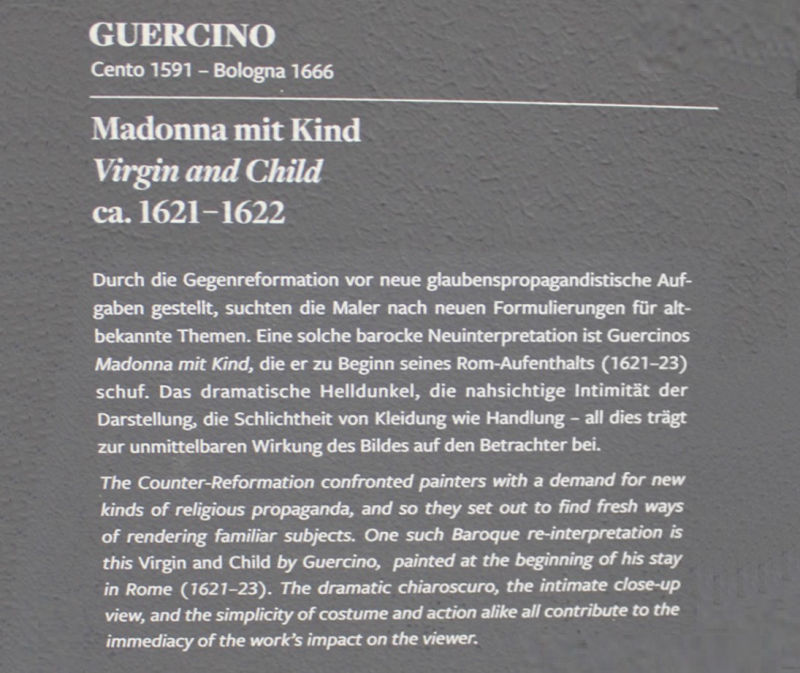 GUERCINO
Cento 1591 – Bologna 1666
Madonna mit Kind
Virgin and Child
ca. 1621–1622
Durch die Gegenreformation vor neue glaubenspropagandistische Auf-
gaben gestellt, suchten die Maler nach neuen Formulierungen für alt-
bekannte Themen. Eine solche barocke Neuinterpretation ist Guercinos
Madonna mit Kind, die er zu Beginn seines Rom-Aufenthalts (1621–23)
schuf. Das dramatische Helldunkel, die nahsichtige Intimität der
Darstellung, die Schlichtheit von Kleidung wie Handlung – all dies trägt
zur unmittelbaren Wirkung des Bildes auf den Betrachter bei.
The Counter-Reformation confronted painters with a demand for new
kinds of religious propaganda, and so they set out to find fresh ways
of rendering familiar subjects. One such Baroque re-interpretation is
this Virgin and Child by Guercino, painted at the beginning of his stay
in Rome (1621–23). The dramatic chiaroscuro, the intimate close-up
view, and the simplicity of costume and action alike all contribute to the
immediacy of the work's impact on the viewer.